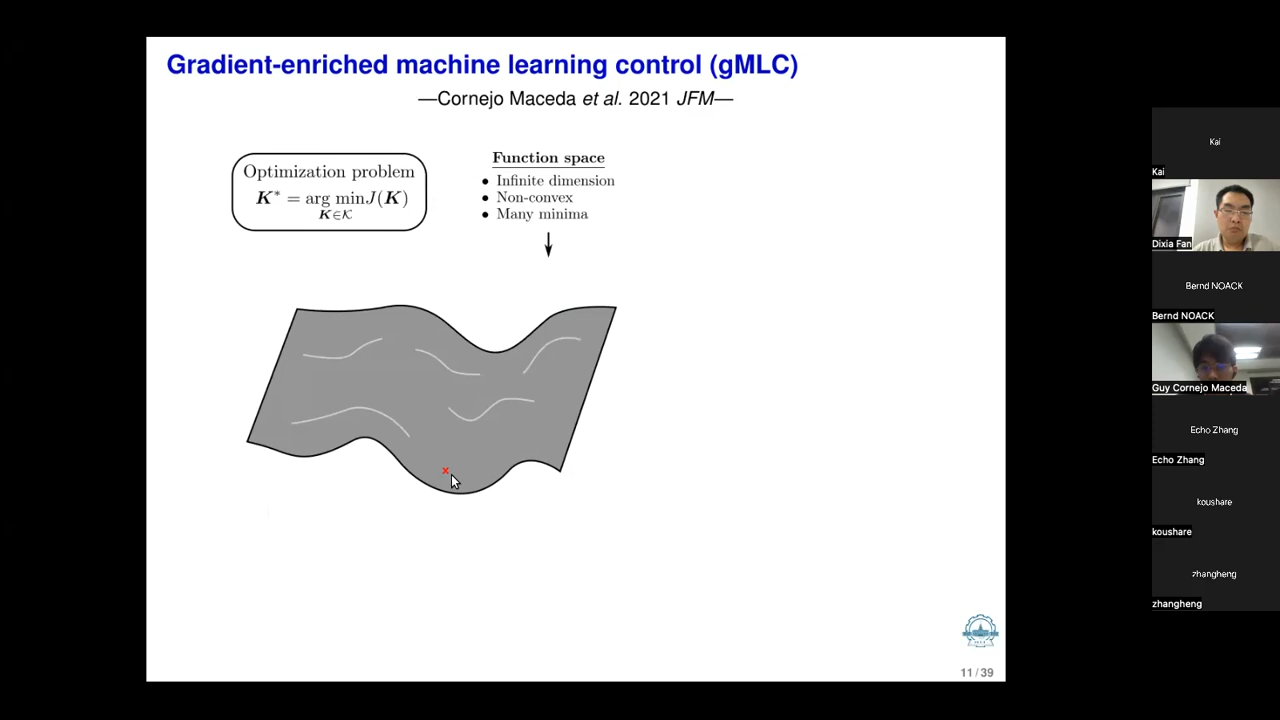 Gradient-enriched machine learning control (gMLC)
—Cornejo Maceda et al. 2021 JFM—
Optimization problem
K* = arg min J(K)
K∈𝒦
Function space
• Infinite dimension
• Non-convex
• Many minima
x
11 / 39
Kai
Kai
Dixia Fan
Bernd NOACK
Bernd NOACK
Guy Cornejo Maceda
Echo Zhang
Echo Zhang
koushare
koushare
zhangheng
zhangheng